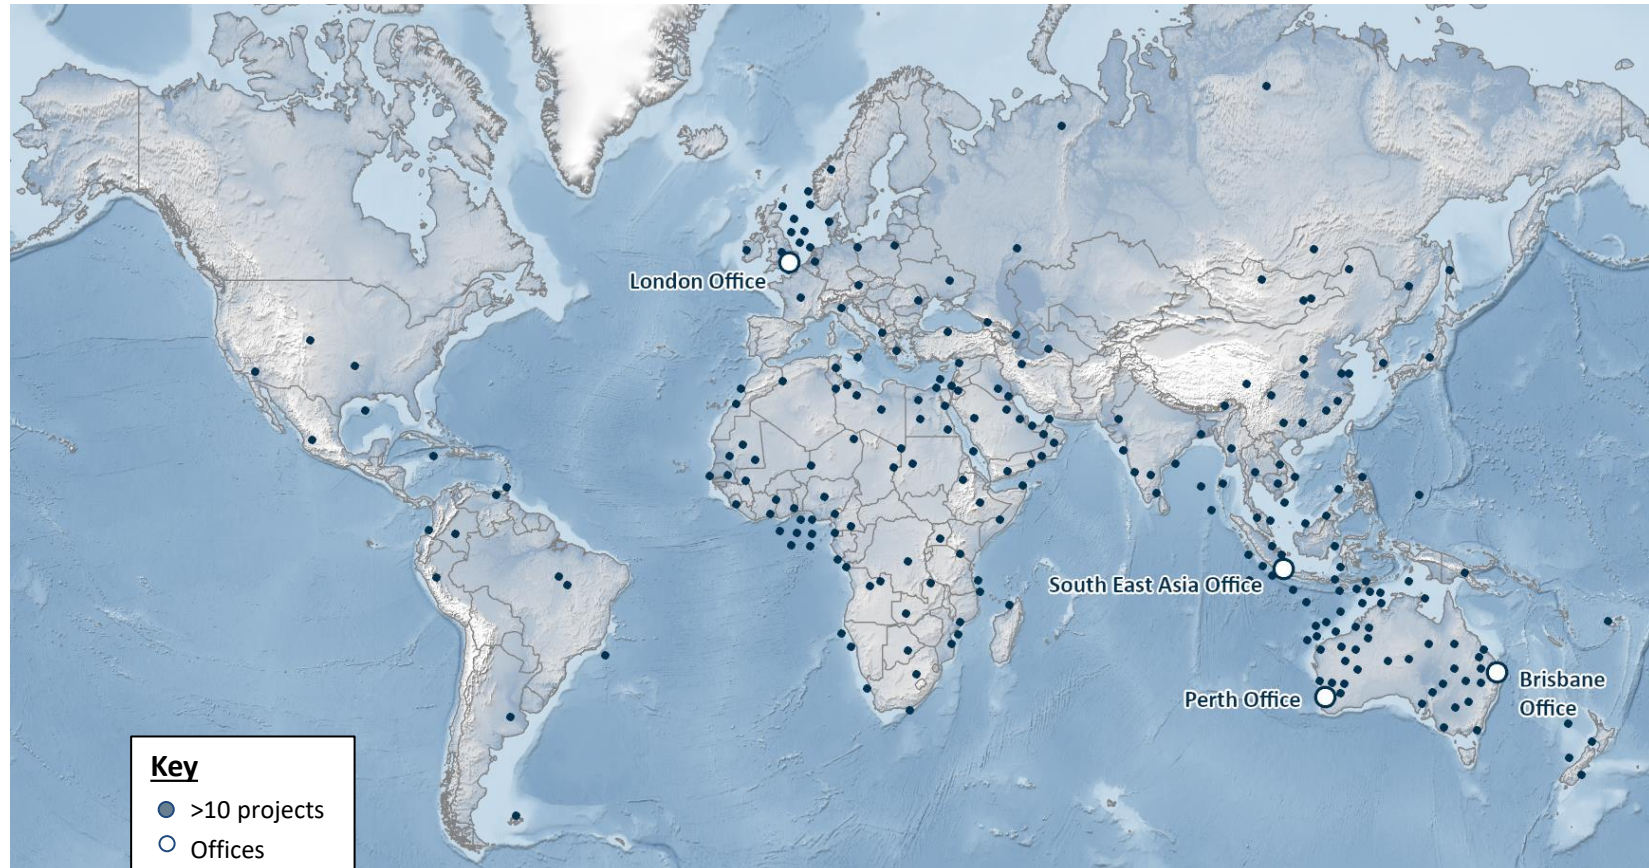 London Office
South East Asia Office
Perth Office
Brisbane
Office
Key
>10 projects
Offices